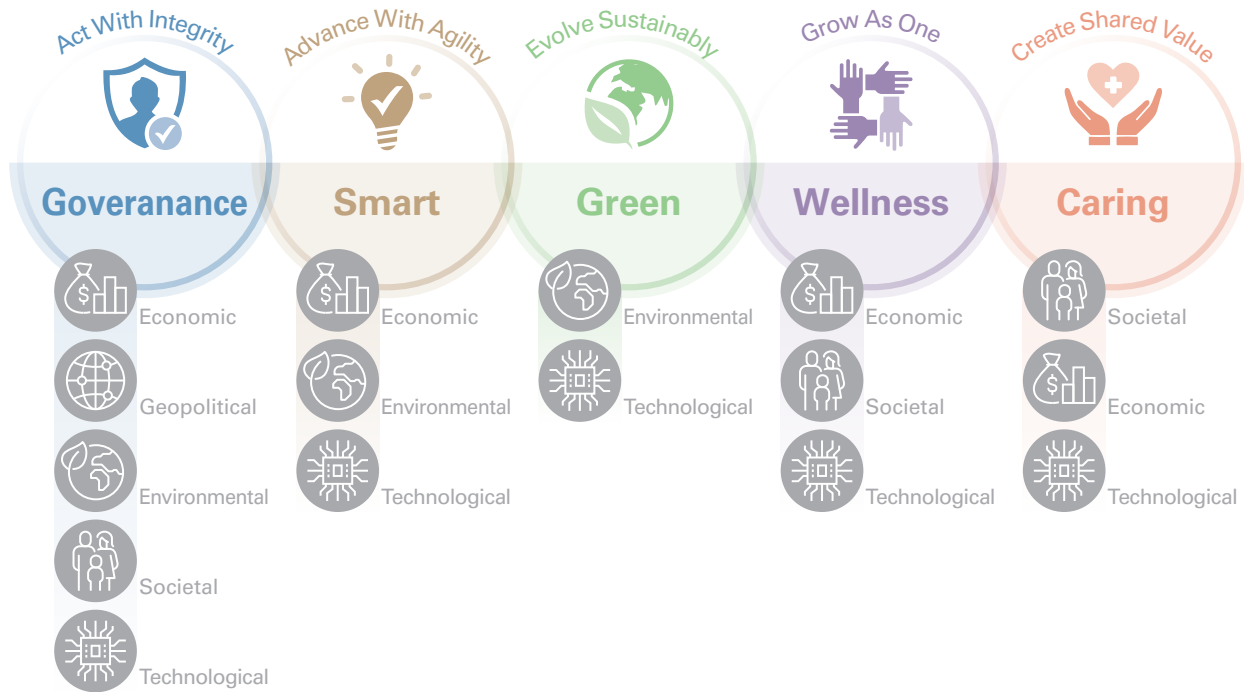 Act With Integrity
Goveranance
Economic
Geopolitical
Environmental
Societal
Technological
Advance With Agility
Smart
Economic
Environmental
Technological
Evolve Sustainably
Green
Environmental
Technological
Grow As One
Wellness
Economic
Societal
Technological
Create Shared Value
Caring
Societal
Economic
Technological